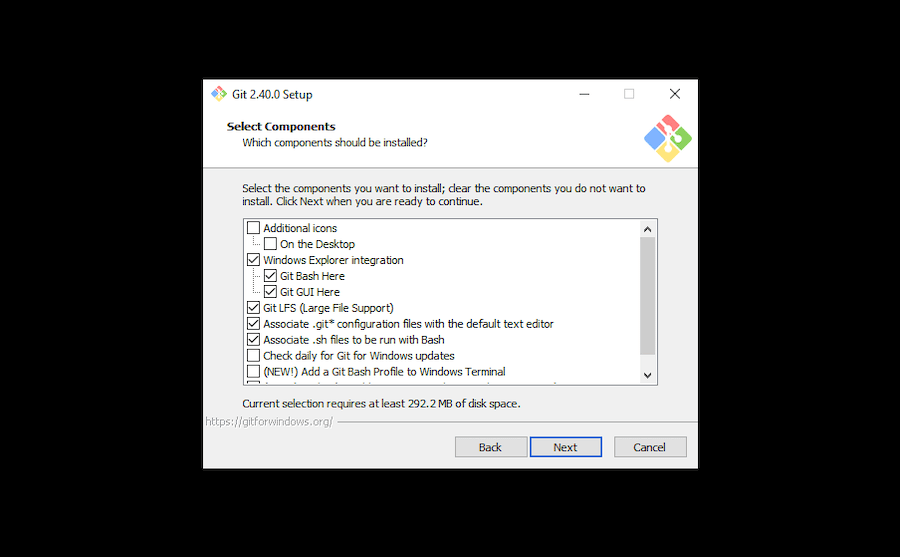 Git 2.40.0 Setup
Select Components
Which components should be installed?
Select the components you want to install; clear the components you do not want to
install. Click Next when you are ready to continue.
Additional icons
On the Desktop
Windows Explorer integration
Git Bash Here
Git GUI Here
Git LFS (Large File Support)
Associate .git* configuration files with the default text editor
Associate .sh files to be run with Bash
Check daily for Git for Windows updates
(NEW!) Add a Git Bash Profile to Windows Terminal
Current selection requires at least 292.2 MB of disk space.
https://gitforwindows.org/
Back
Next
Cancel